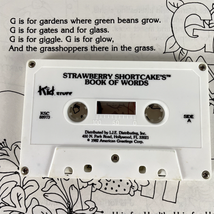 G is for gardens where green beans grow.
G is for gates and for glass.
G is for giggle. G is for glow,
And the grasshoppers there in the grass.
STRAWBERRY SHORTCAKE'S™
BOOK OF WORDS
Kid STUFF
KSC
SIDE
A
Distributed by L.I.F. Distributing, Inc.
© 1980 American Greetings Corp.